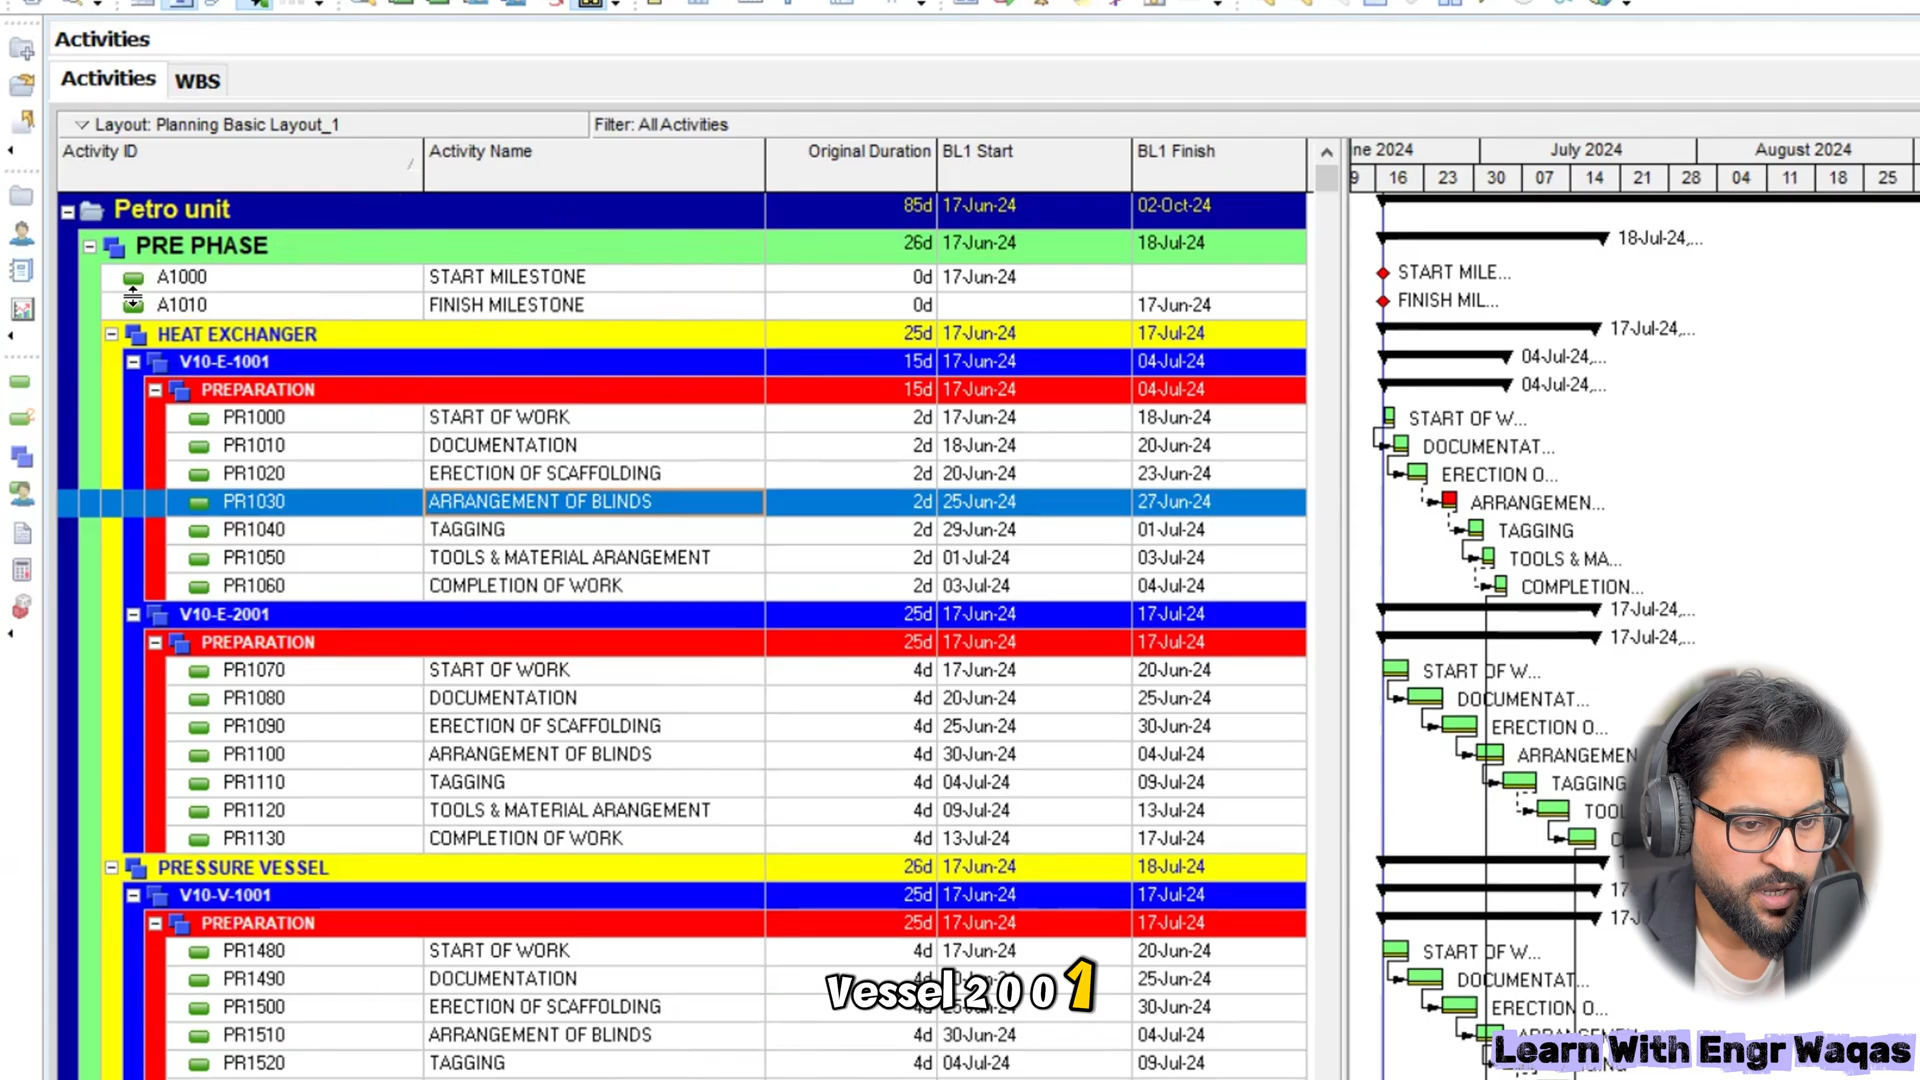 Activities
Activities WBS
Layout: Planning Basic Layout_1 Filter: All Activities
Activity ID Activity Name Original Duration BL1 Start BL1 Finish
ne 2024 July 2024 August 2024
9 16 23 30 07 14 21 28 04 11 18 25
Petro unit 85d 17-Jun-24 02-Oct-24
PRE PHASE 26d 17-Jun-24 18-Jul-24 18-Jul-24,...
A1000 START MILESTONE 0d 17-Jun-24 START MILE...
A1010 FINISH MILESTONE 0d 17-Jun-24 FINISH MIL...
HEAT EXCHANGER 25d 17-Jun-24 17-Jul-24 17-Jul-24,...
V10-E-1001 15d 17-Jun-24 04-Jul-24 04-Jul-24,...
PREPARATION 15d 17-Jun-24 04-Jul-24 04-Jul-24,...
PR1000 START OF WORK 2d 17-Jun-24 18-Jun-24 START OF W...
PR1010 DOCUMENTATION 2d 18-Jun-24 20-Jun-24 DOCUMENTAT...
PR1020 ERECTION OF SCAFFOLDING 2d 20-Jun-24 23-Jun-24 ERECTION O...
PR1030 ARRANGEMENT OF BLINDS 2d 25-Jun-24 27-Jun-24 ARRANGEMEN...
PR1040 TAGGING 2d 29-Jun-24 01-Jul-24 TAGGING
PR1050 TOOLS & MATERIAL ARANGEMENT 2d 01-Jul-24 03-Jul-24 TOOLS & MA...
PR1060 COMPLETION OF WORK 2d 03-Jul-24 04-Jul-24 COMPLETION...
V10-E-2001 25d 17-Jun-24 17-Jul-24 17-Jul-24,...
PREPARATION 25d 17-Jun-24 17-Jul-24 17-Jul-24,...
PR1070 START OF WORK 4d 17-Jun-24 20-Jun-24 START OF W...
PR1080 DOCUMENTATION 4d 20-Jun-24 25-Jun-24 DOCUMENTAT...
PR1090 ERECTION OF SCAFFOLDING 4d 25-Jun-24 30-Jun-24 ERECTION O...
PR1100 ARRANGEMENT OF BLINDS 4d 30-Jun-24 04-Jul-24 ARRANGEMEN
PR1110 TAGGING 4d 04-Jul-24 09-Jul-24 TAGGING
PR1120 TOOLS & MATERIAL ARANGEMENT 4d 09-Jul-24 13-Jul-24 TOOL
PR1130 COMPLETION OF WORK 4d 13-Jul-24 17-Jul-24 C
PRESSURE VESSEL 26d 17-Jun-24 18-Jul-24
V10-V-1001 25d 17-Jun-24 17-Jul-24 17
PREPARATION 25d 17-Jun-24 17-Jul-24 17-J
PR1480 START OF WORK 4d 17-Jun-24 20-Jun-24 START OF W...
PR1490 DOCUMENTATION 25-Jun-24 DOCUMENTAT...
Vessel 2001
PR1500 ERECTION OF SCAFFOLDING 30-Jun-24 ERECTION O...
PR1510 ARRANGEMENT OF BLINDS 4d 30-Jun-24 04-Jul-24
PR1520 TAGGING 4d 04-Jul-24 09-Jul-24
Learn With Engr Waqas